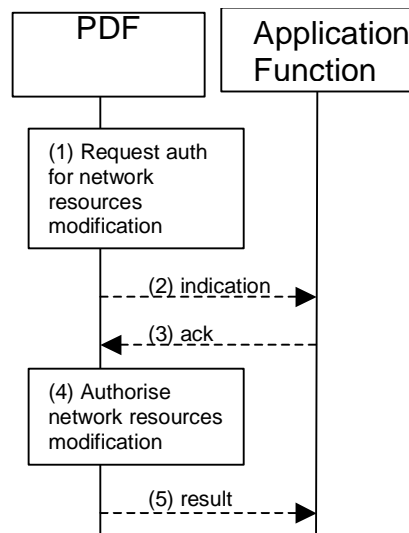 PDF
Application
Function
(1) Request auth
for network
resources
modification
(2) indication
(3) ack
(4) Authorise
network resources
modification
(5) result